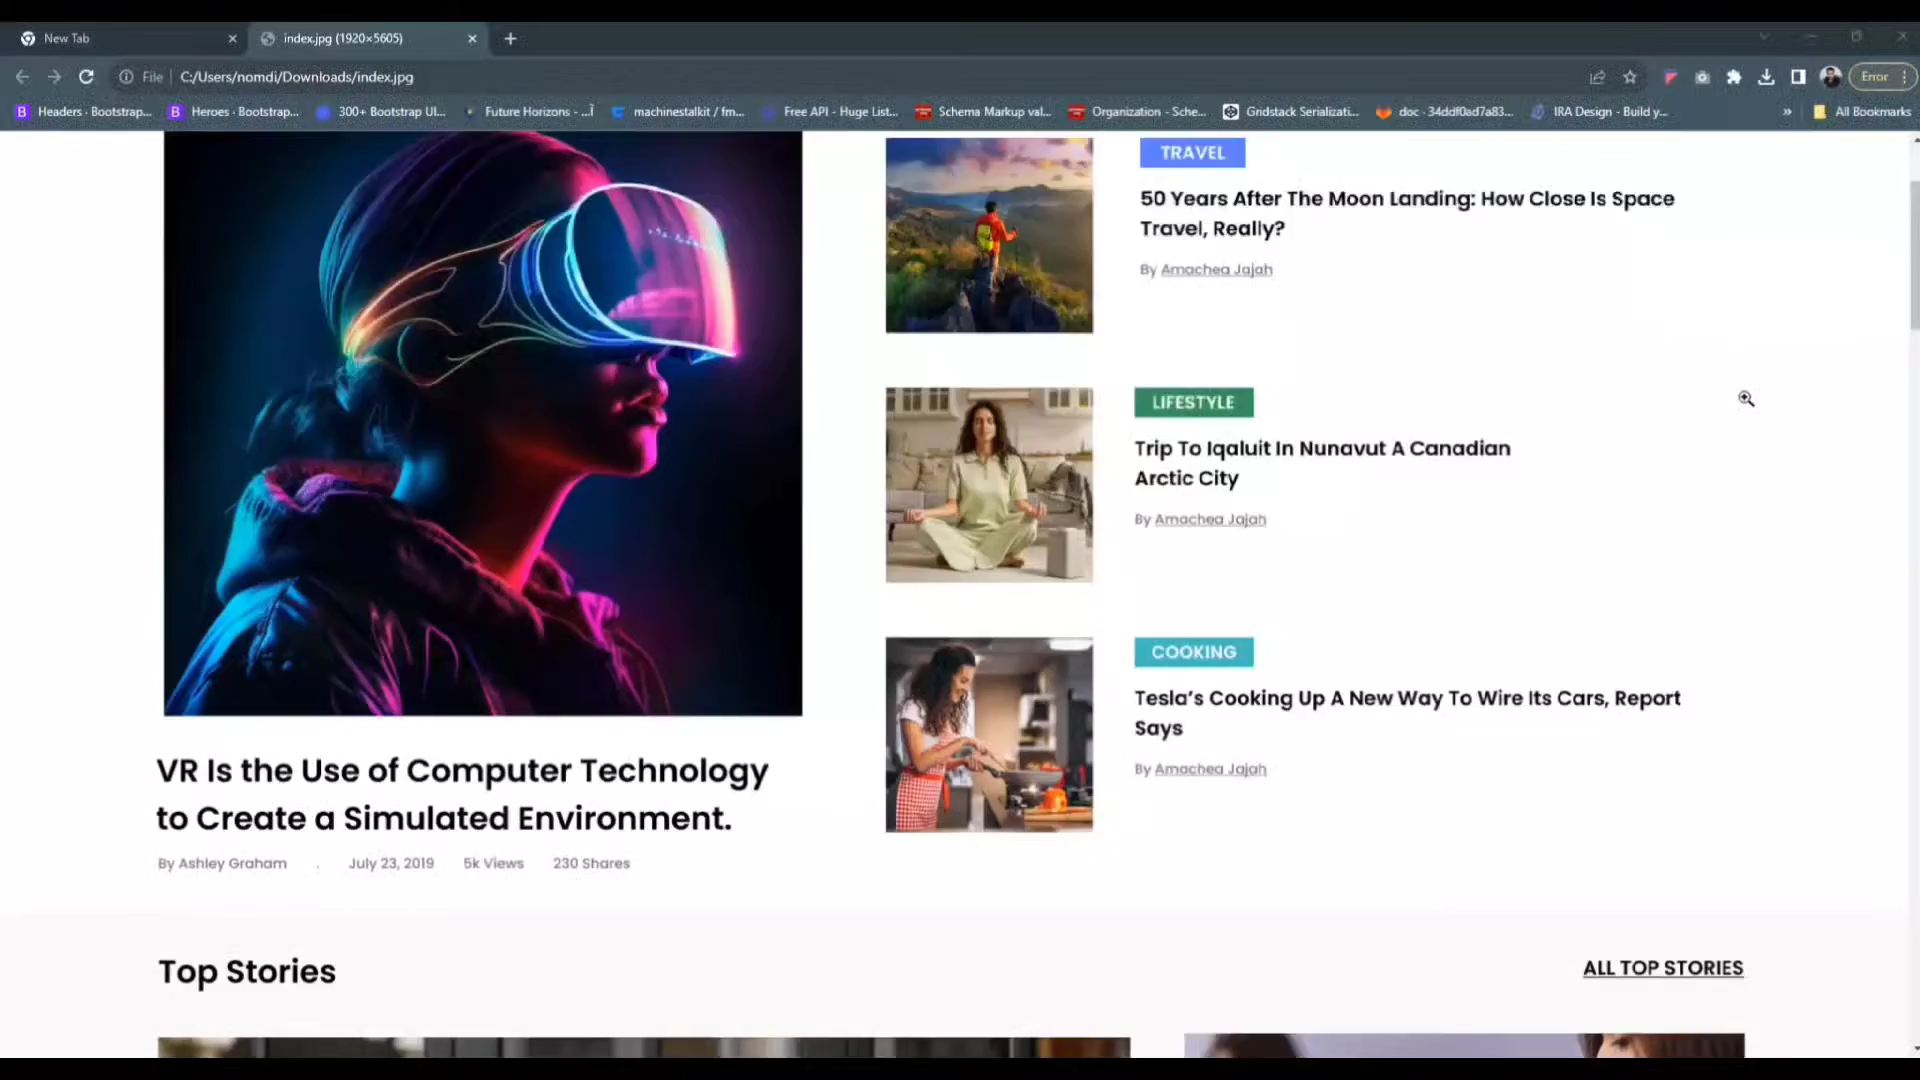 New Tab
index.jpg (1920×5605)
File
C:/Users/nomdi/Downloads/index.jpg
Error
Headers · Bootstrap...
Heroes · Bootstrap...
300+ Bootstrap UI...
Future Horizons - ...
machinestalkit / fm...
Free API - Huge List...
Schema Markup val...
Organization - Sche...
Gridstack Serializati...
doc · 34ddf0ad7a83...
IRA Design - Build y...
»
All Bookmarks
TRAVEL
50 Years After The Moon Landing: How Close Is Space
Travel, Really?
By Amachea Jajah
LIFESTYLE
Trip To Iqaluit In Nunavut A Canadian
Arctic City
By Amachea Jajah
COOKING
Tesla’s Cooking Up A New Way To Wire Its Cars, Report
Says
By Amachea Jajah
VR Is the Use of Computer Technology
to Create a Simulated Environment.
By Ashley Graham . July 23, 2019 5k Views 230 Shares
Top Stories
ALL TOP STORIES